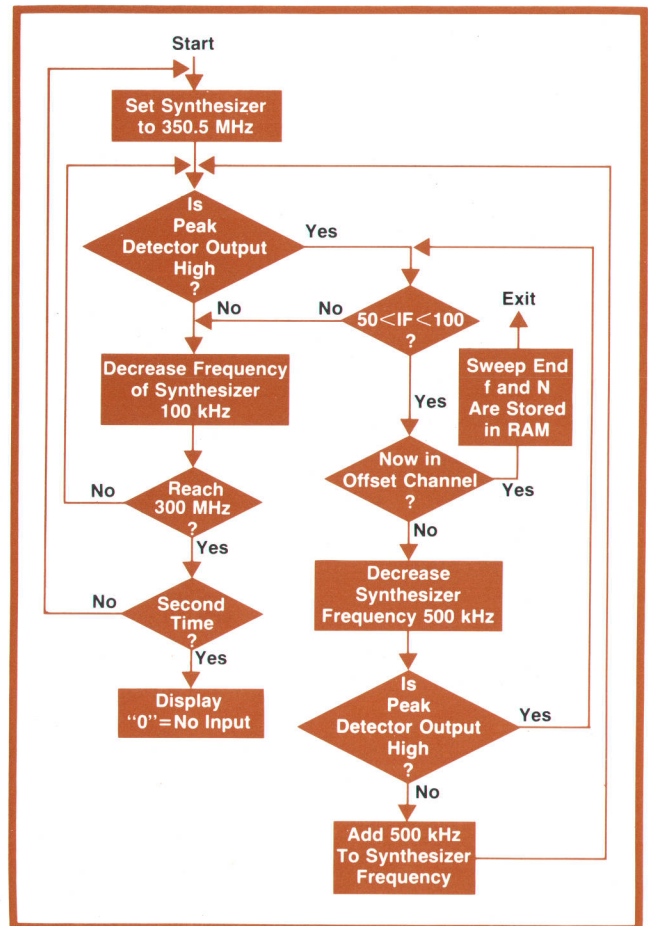 Start
Set Synthesizer
to 350.5 MHz
Is
Peak
Detector Output
High
?
Yes
No
No
50<IF<100
?
Exit
Decrease Frequency
of Synthesizer
100 kHz
Sweep End
f and N
Are Stored
in RAM
Yes
No
Reach
300 MHz
?
Now in
Offset Channel
?
Yes
Yes
No
No
Second
Time
?
Decrease
Synthesizer
Frequency 500 kHz
Yes
Display
"0"=No Input
Is
Peak
Detector Output
High
?
Yes
No
Add 500 kHz
To Synthesizer
Frequency